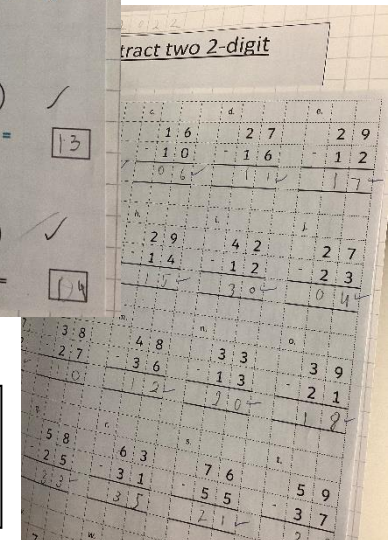 tract two 2-digit
= 13
c. d. e.
1 6 2 7 2 9
- 1 0 - 1 6 - 1 2
0 6 1 1 1 7
h. i. j.
2 9 4 2 2 7
1 4 - 1 2 - 2 3
1 5 3 0 0 4
= 14
n. o.
3 8 4 8 3 3 3 9
2 7 - 3 6 - 1 3 - 2 1
1 2 2 0 1 8
r. s. t.
5 8 6 3 7 6 5 9
2 5 - 3 1 - 5 5 - 3 7
3 3 3 5 2 1 2
w.